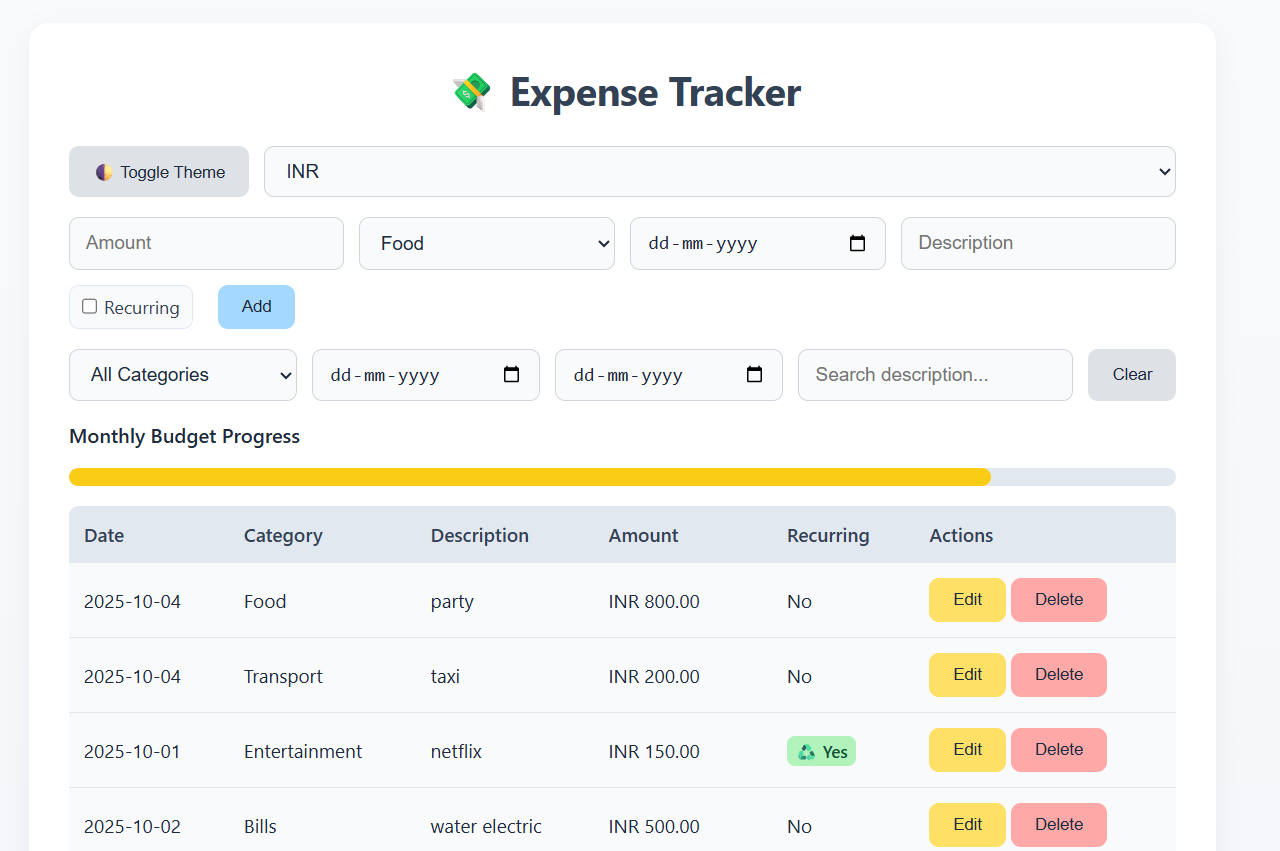 Expense Tracker
Toggle Theme INR
Amount Food dd-mm-yyyy Description
Recurring Add
All Categories dd-mm-yyyy dd-mm-yyyy Search description... Clear
Monthly Budget Progress
Date Category Description Amount Recurring Actions
2025-10-04 Food party INR 800.00 No Edit Delete
2025-10-04 Transport taxi INR 200.00 No Edit Delete
2025-10-01 Entertainment netflix INR 150.00 Yes Edit Delete
2025-10-02 Bills water electric INR 500.00 No Edit Delete